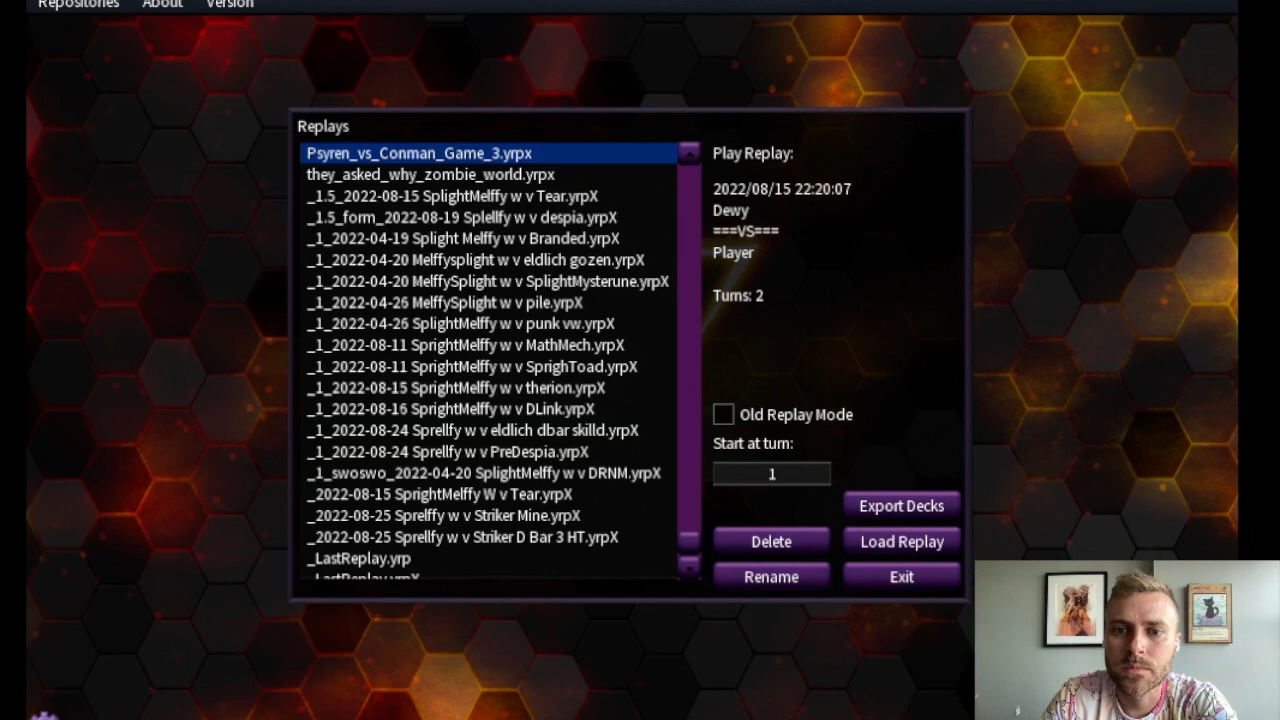 Repositories About Version
Replays
Psyren_vs_Conman_Game_3.yrpx
they_asked_why_zombie_world.yrpx
_1.5_2022-08-15 SplightMelffy w v Tear.yrpX
_1.5_form_2022-08-19 Splellfy w v despia.yrpX
_1_2022-04-19 Splight Melffy w v Branded.yrpX
_1_2022-04-20 Melffysplight w v eldlich gozen.yrpX
_1_2022-04-20 MelffySplight w v SplightMysterune.yrpX
_1_2022-04-26 MelffySplight w v pile.yrpX
_1_2022-04-26 SplightMelffy w v punk vw.yrpX
_1_2022-08-11 SprightMelffy w v MathMech.yrpX
_1_2022-08-11 SprightMelffy w v SprighToad.yrpX
_1_2022-08-15 SprightMelffy w v therion.yrpX
_1_2022-08-16 SprightMelffy w v DLink.yrpX
_1_2022-08-24 Sprellfy w v eldlich dbar skilld.yrpX
_1_2022-08-24 Sprellfy w v PreDespia.yrpX
_1_swoswo_2022-04-20 SplightMelffy w v DRNM.yrpX
_2022-08-15 SprightMelffy W v Tear.yrpX
_2022-08-25 Sprelffy w v Striker Mine.yrpX
_2022-08-25 Sprellfy w v Striker D Bar 3 HT.yrpX
_LastReplay.yrp
_LastReplay.yrpX
Play Replay:
2022/08/15 22:20:07
Dewy
===VS===
Player
Turns: 2
Old Replay Mode
Start at turn:
1
Export Decks
Delete
Load Replay
Rename
Exit